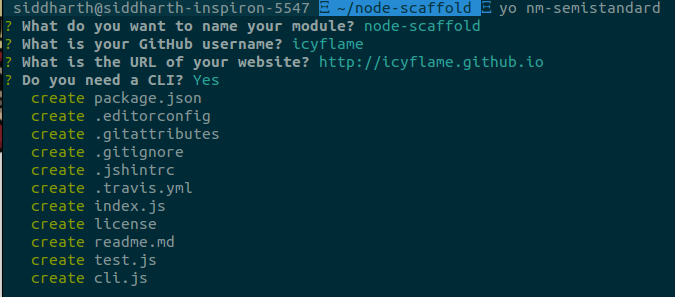 siddharth@siddharth-inspiron-5547 Ξ ~/node-scaffold Ξ yo nm-semistandard
? What do you want to name your module? node-scaffold
? What is your GitHub username? icyflame
? What is the URL of your website? http://icyflame.github.io
? Do you need a CLI? Yes
create package.json
create .editorconfig
create .gitattributes
create .gitignore
create .jshintrc
create .travis.yml
create index.js
create license
create readme.md
create test.js
create cli.js